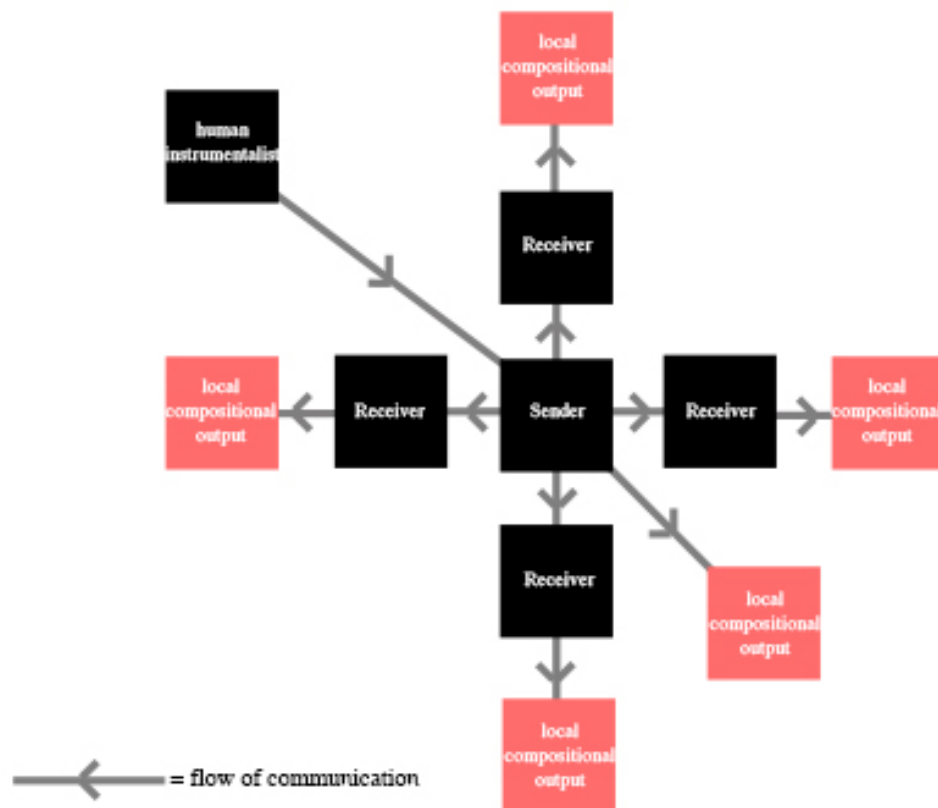 local
compositional
output
human
instrumentalist
Receiver
local
compositional
output
Receiver
Sender
Receiver
local
compositional
output
Receiver
local
compositional
output
local
compositional
output
= flow of communication